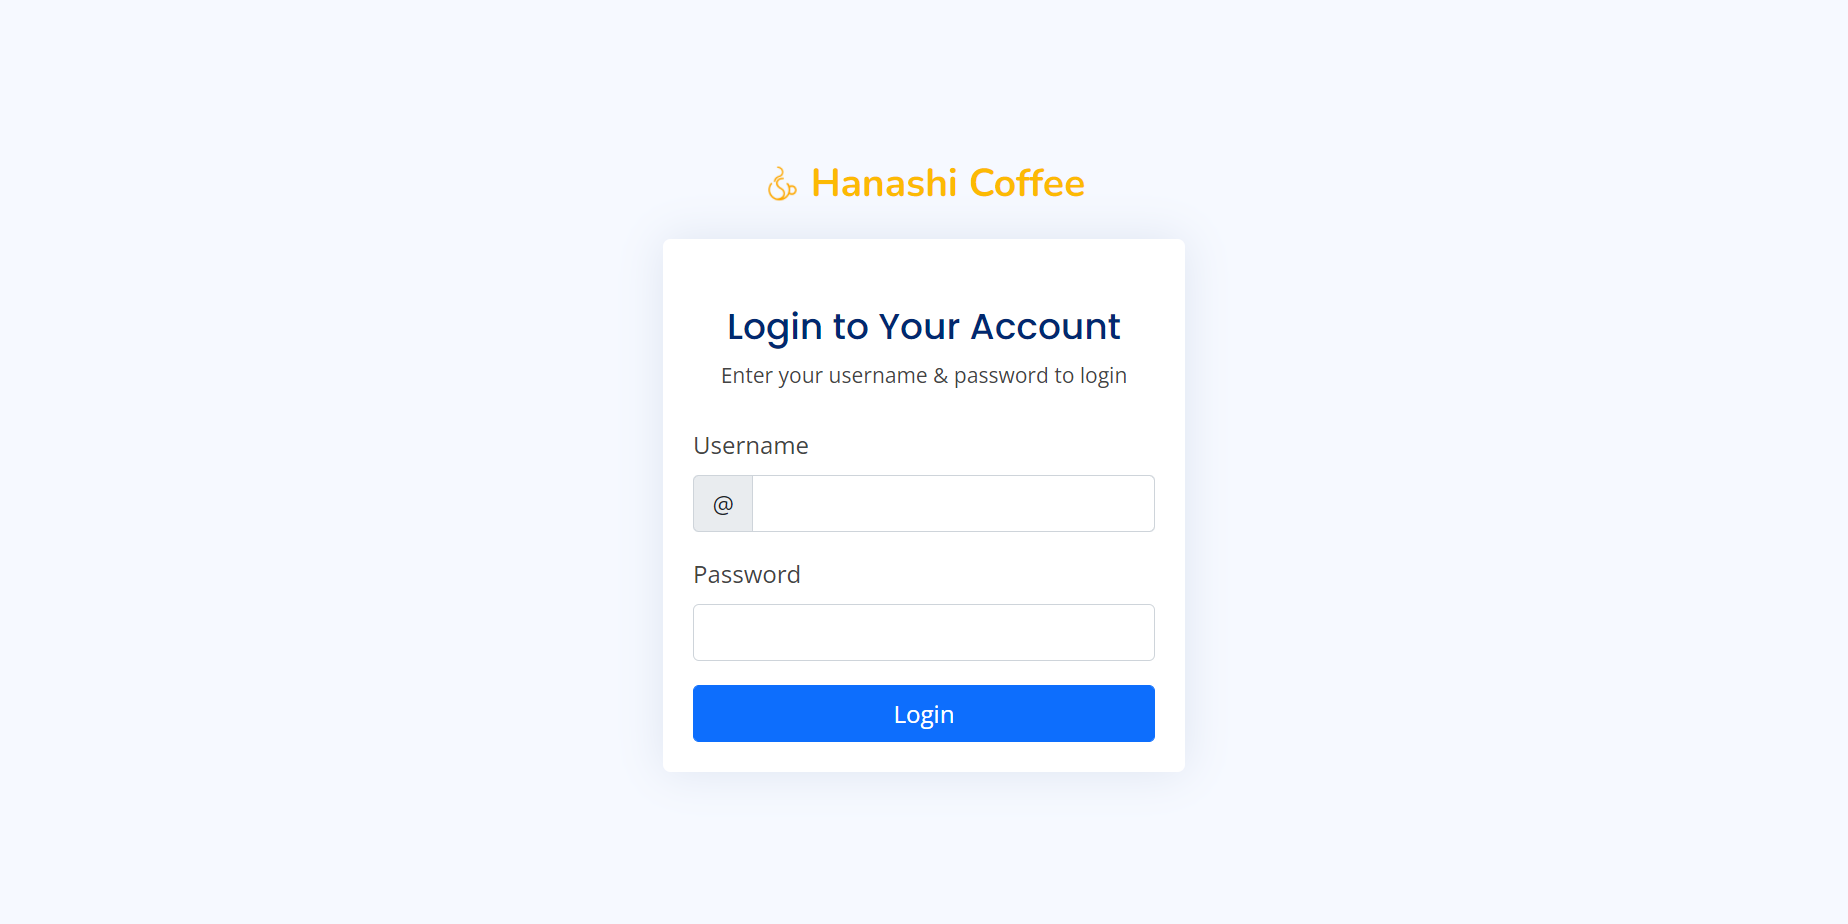 Hanashi Coffee
Login to Your Account
Enter your username & password to login
Username
@
Password
Login